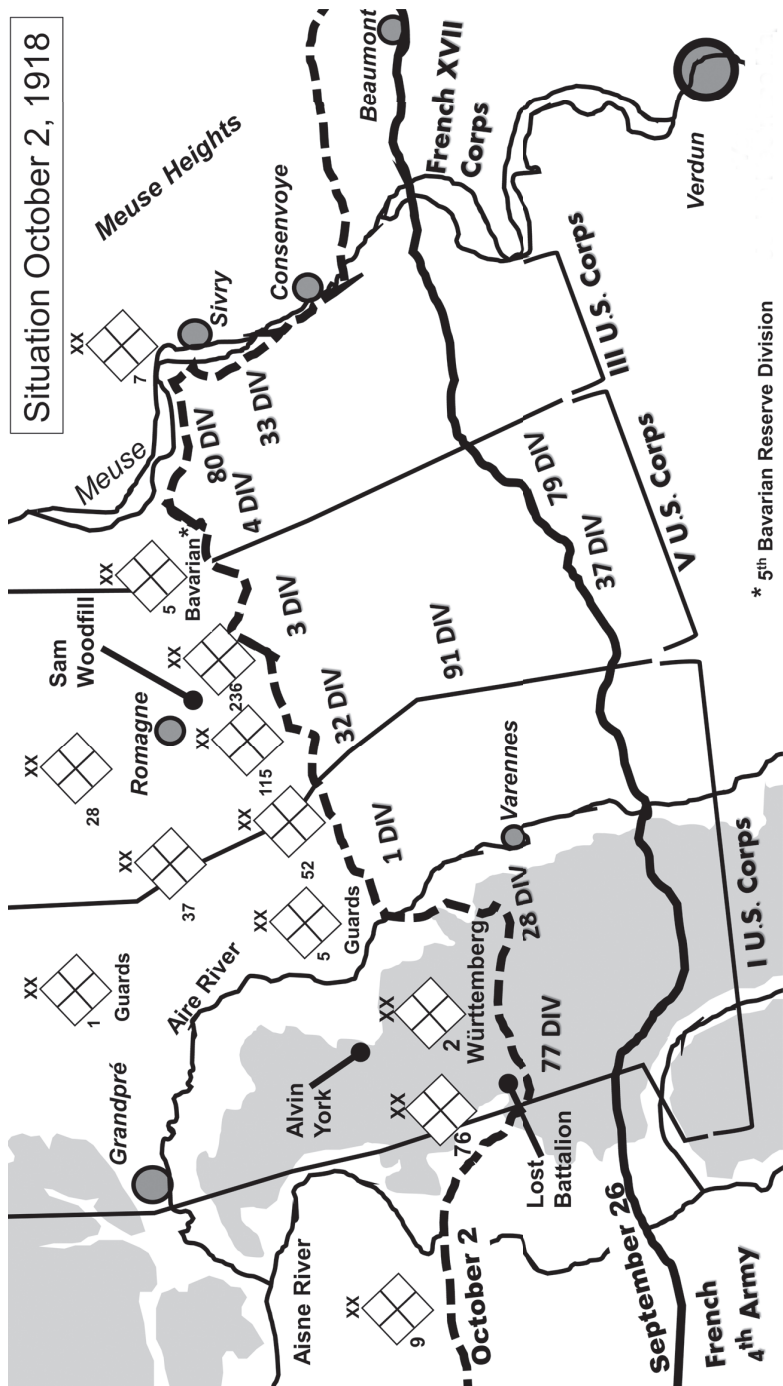 Situation October 2, 1918
Meuse Heights
Beaumont
French XVII
Corps
Verdun
Consenvoye
Sivry
XX
7
Meuse
80 DIV
33 DIV
4 DIV
III U.S. Corps
79 DIV
V U.S. Corps
37 DIV
* 5th Bavarian Reserve Division
XX
5
Bavarian*
Sam
Woodfill
XX
236
3 DIV
91 DIV
32 DIV
Romagne
XX
115
XX
28
XX
52
XX
37
1 DIV
Varennes
28 DIV
I U.S. Corps
XX
5
Guards
XX
1
Guards
Aire River
XX
2
Württemberg
77 DIV
Alvin
York
XX
76
Lost
Battalion
Grandpré
Aisne River
XX
9
October 2
September 26
French
4th Army